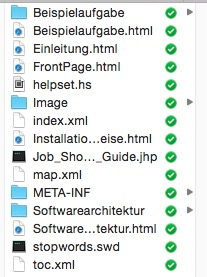 Beispielaufgabe
Beispielaufgabe.html
Einleitung.html
FrontPage.html
helpset.hs
Image
index.xml
Installatio...eise.html
Job_Sho..._Guide.jhp
map.xml
META-INF
Softwarearchitektur
Software...tektur.html
stopwords.swd
toc.xml